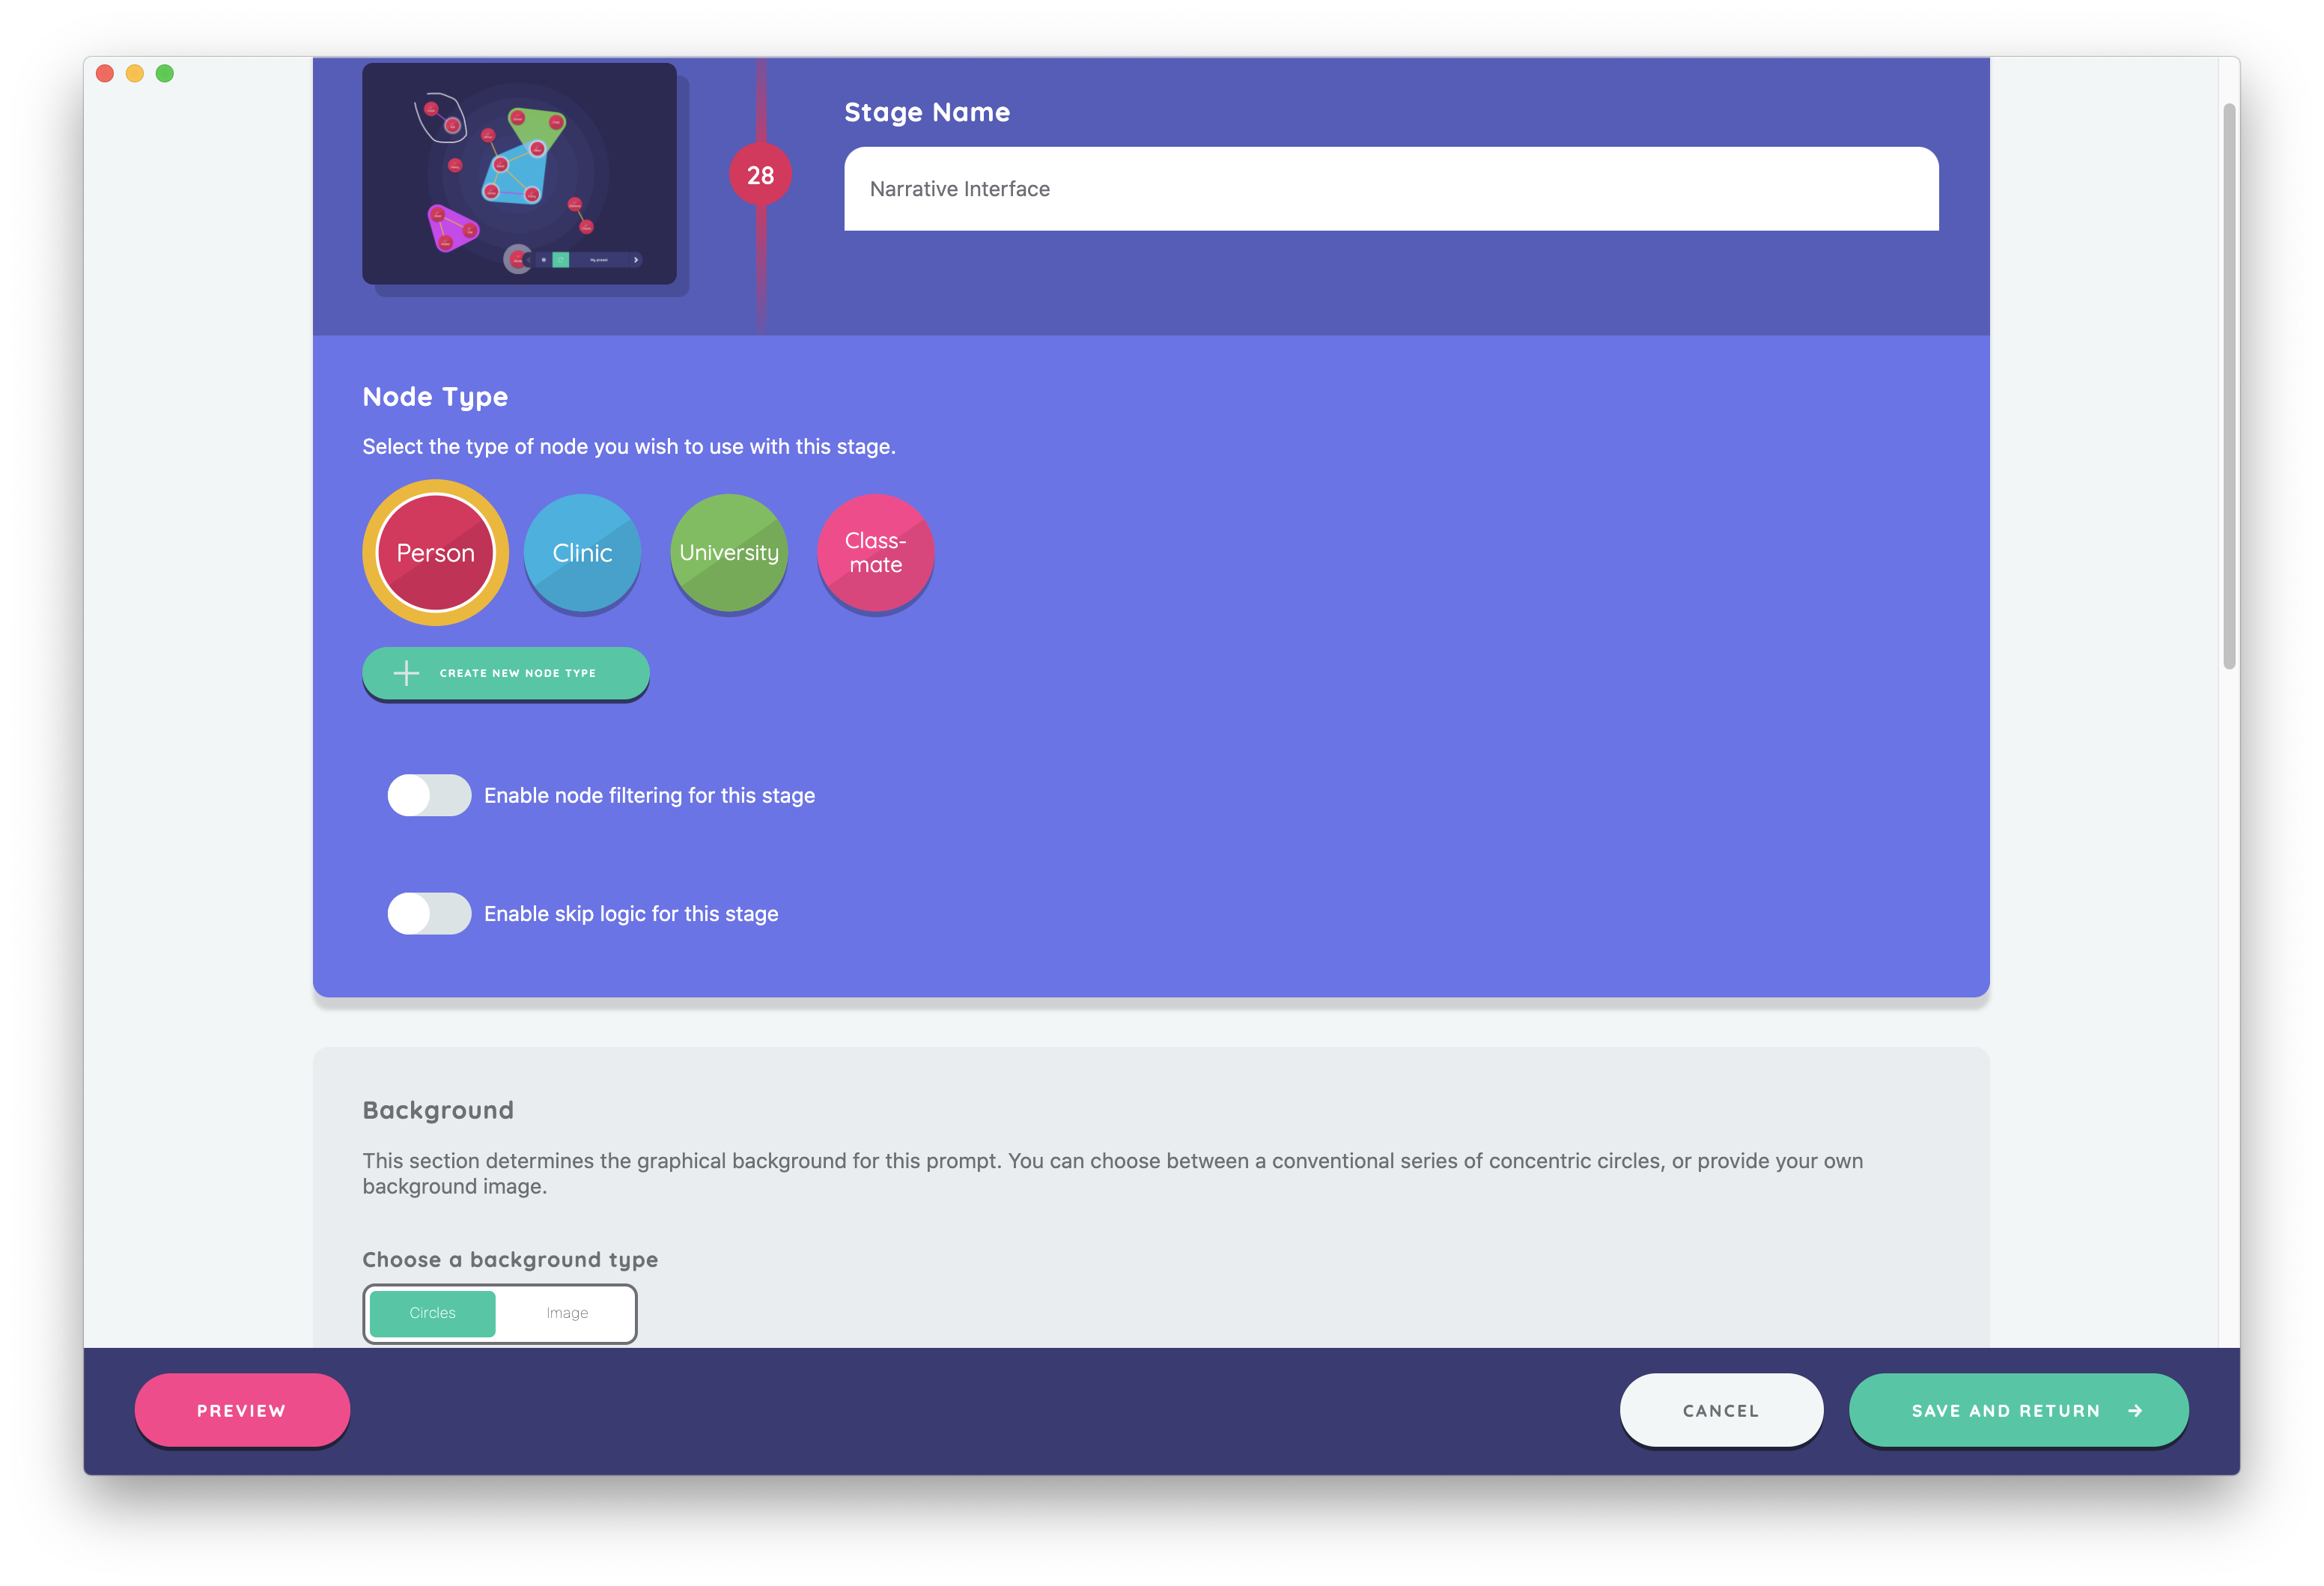 Stage Name
28
Narrative Interface
My preset
Node Type
Select the type of node you wish to use with this stage.
Person
Clinic
University
Class-
mate
CREATE NEW NODE TYPE
Enable node filtering for this stage
Enable skip logic for this stage
Background
This section determines the graphical background for this prompt. You can choose between a conventional series of concentric circles, or provide your own
background image.
Choose a background type
Circles
Image
PREVIEW
CANCEL
SAVE AND RETURN